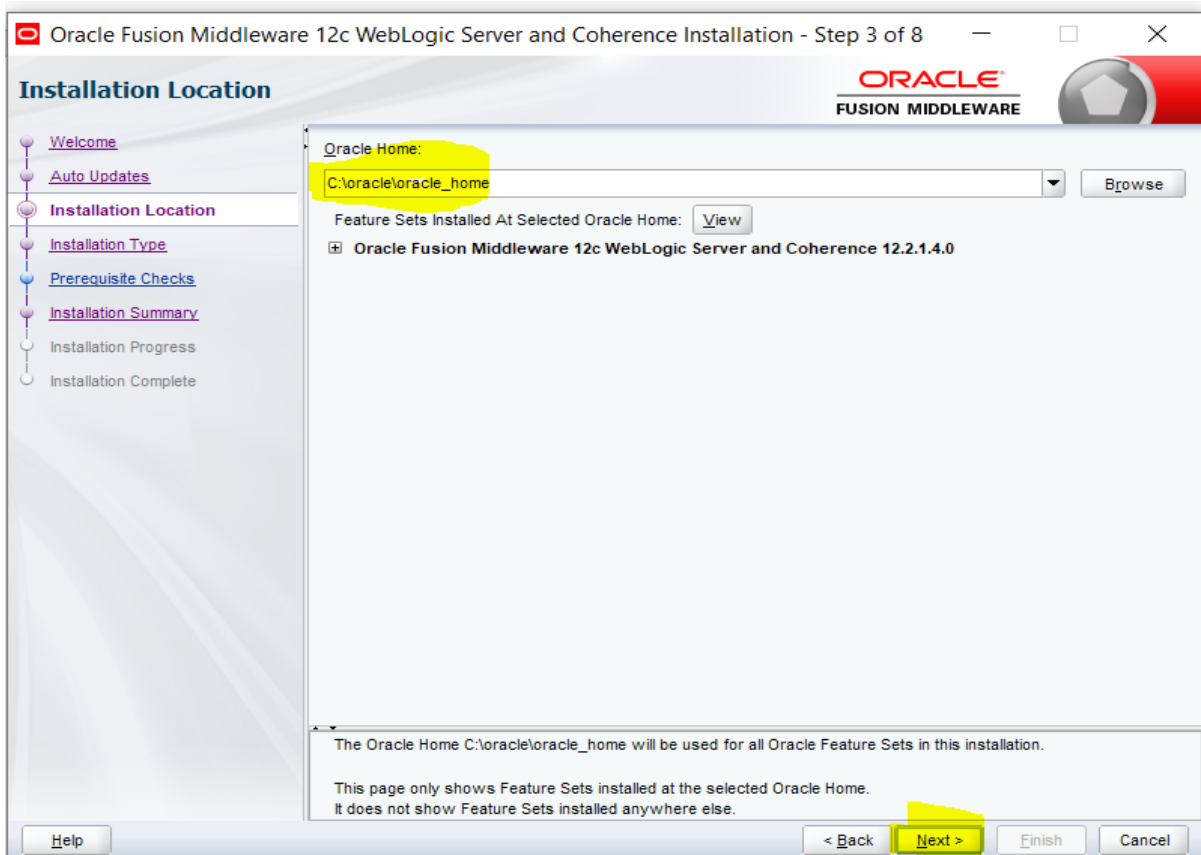 Oracle Fusion Middleware 12c WebLogic Server and Coherence Installation - Step 3 of 8
Installation Location
ORACLE
FUSION MIDDLEWARE
Welcome
Auto Updates
Installation Location
Installation Type
Prerequisite Checks
Installation Summary
Installation Progress
Installation Complete
Oracle Home:
C:\oracle\oracle_home
Browse
Feature Sets Installed At Selected Oracle Home: View
Oracle Fusion Middleware 12c WebLogic Server and Coherence 12.2.1.4.0
The Oracle Home C:\oracle\oracle_home will be used for all Oracle Feature Sets in this installation.
This page only shows Feature Sets installed at the selected Oracle Home.
It does not show Feature Sets installed anywhere else.
Help
< Back
Next >
Finish
Cancel